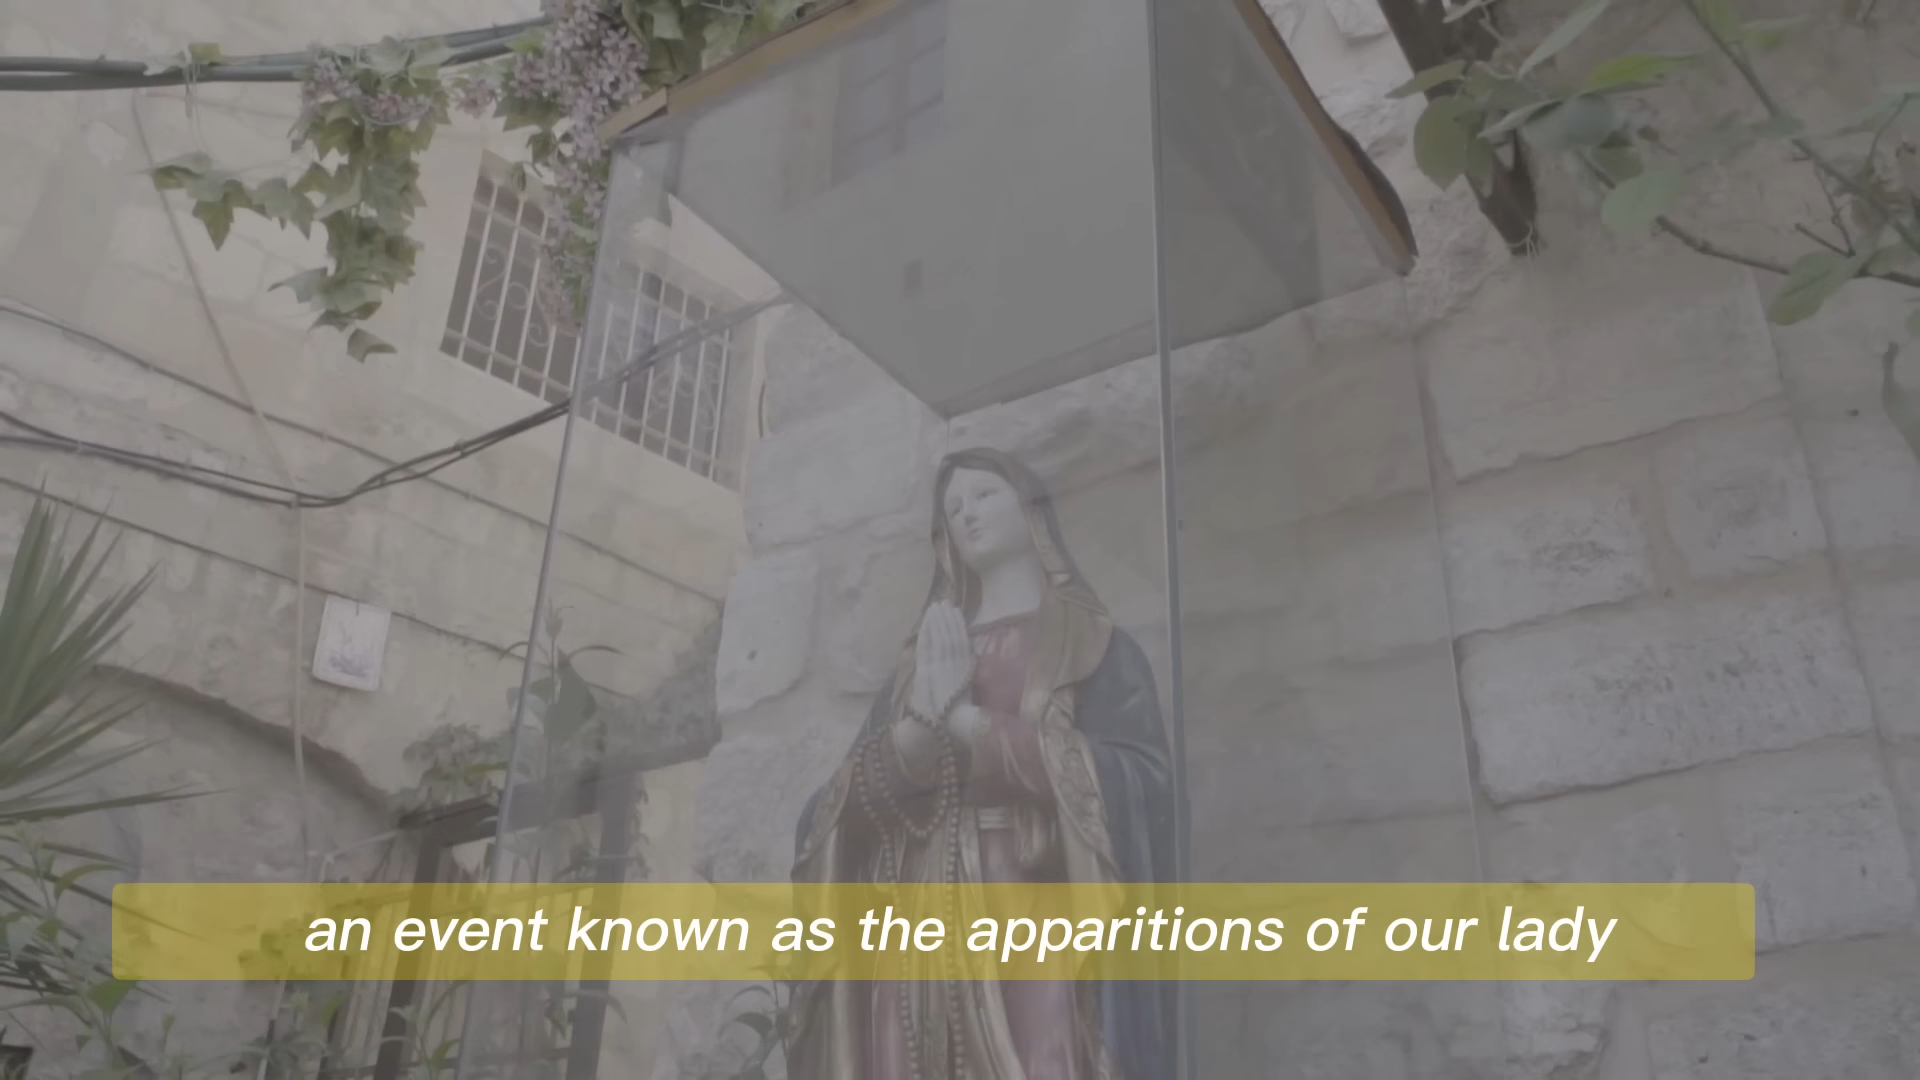 an event known as the apparitions of our lady